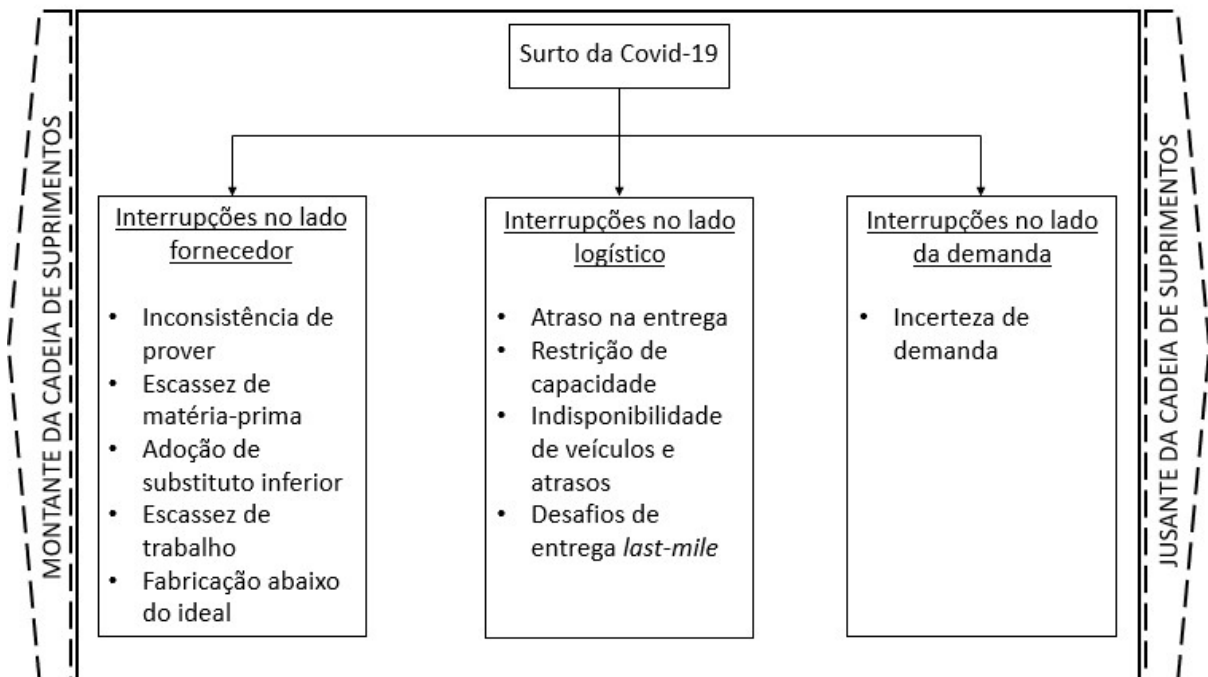 Surto da Covid-19
MONTANTE DA CADEIA DE SUPRIMENTOS
Interrupções no lado
fornecedor
• Inconsistência de
prover
• Escassez de
matéria-prima
• Adoção de
substituto inferior
• Escassez de
trabalho
• Fabricação abaixo
do ideal
Interrupções no lado
logístico
• Atraso na entrega
• Restrição de
capacidade
• Indisponibilidade
de veículos e
atrasos
• Desafios de
entrega last-mile
Interrupções no lado
da demanda
• Incerteza de
demanda
JUSANTE DA CADEIA DE SUPRIMENTOS